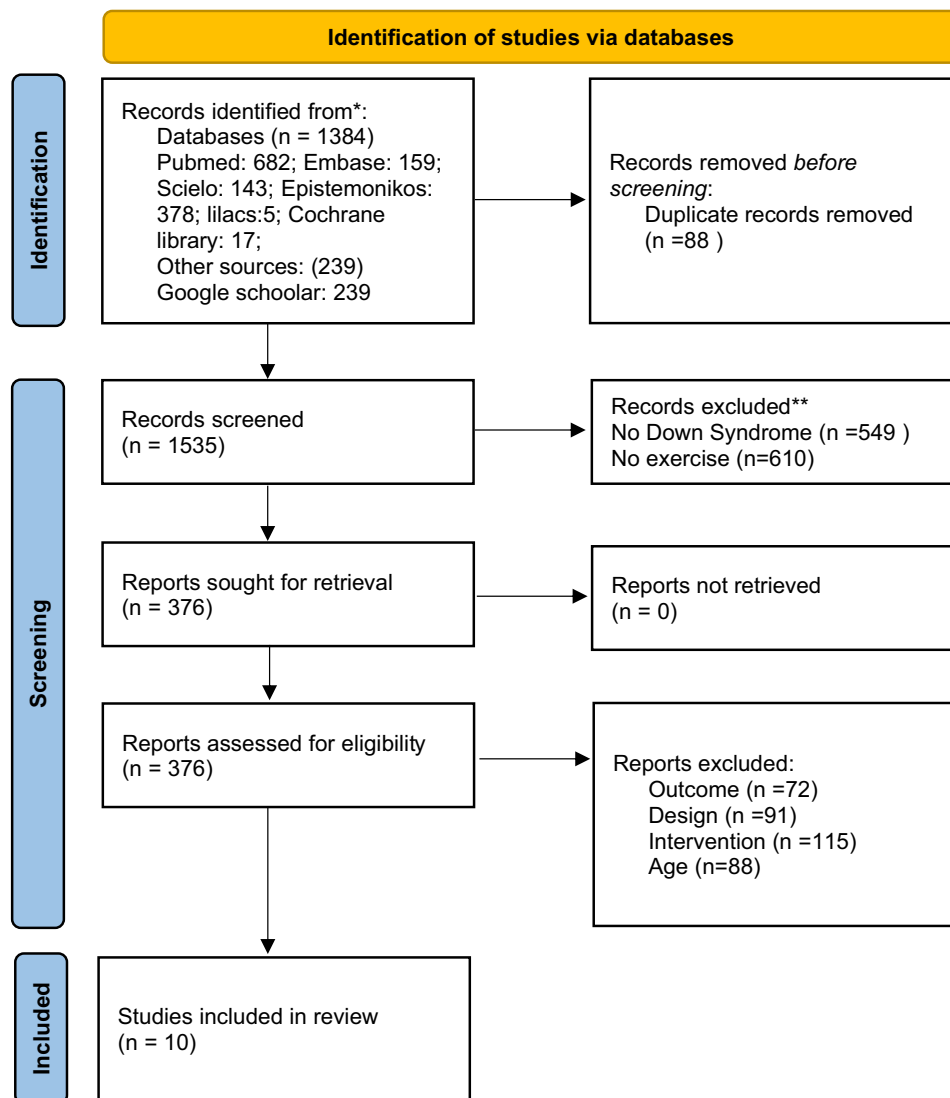 Identification of studies via databases
Identification
Records identified from*:
Databases (n = 1384)
Pubmed: 682; Embase: 159;
Scielo: 143; Epistemonikos:
378; lilacs:5; Cochrane
library: 17;
Other sources: (239)
Google schoolar: 239
Records removed before
screening:
Duplicate records removed
(n =88 )
Screening
Records screened
(n = 1535)
Records excluded**
No Down Syndrome (n =549 )
No exercise (n=610)
Reports sought for retrieval
(n = 376)
Reports not retrieved
(n = 0)
Reports assessed for eligibility
(n = 376)
Reports excluded:
Outcome (n =72)
Design (n =91)
Intervention (n =115)
Age (n=88)
Included
Studies included in review
(n = 10)